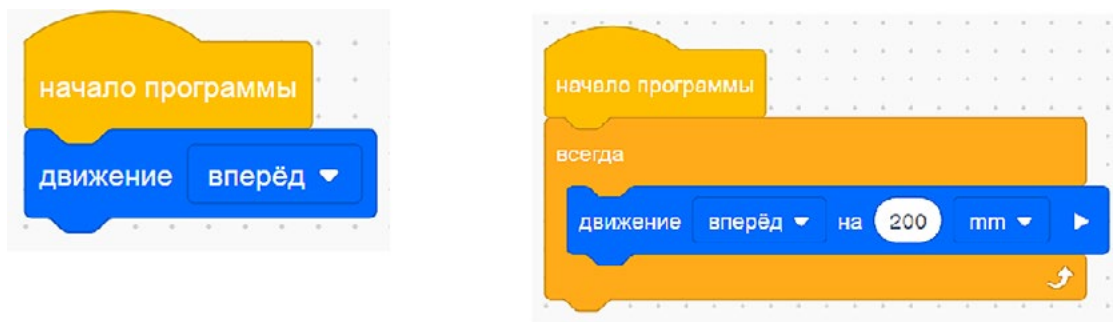 начало программы
движение вперёд
начало программы
всегда
движение вперёд на 200 mm